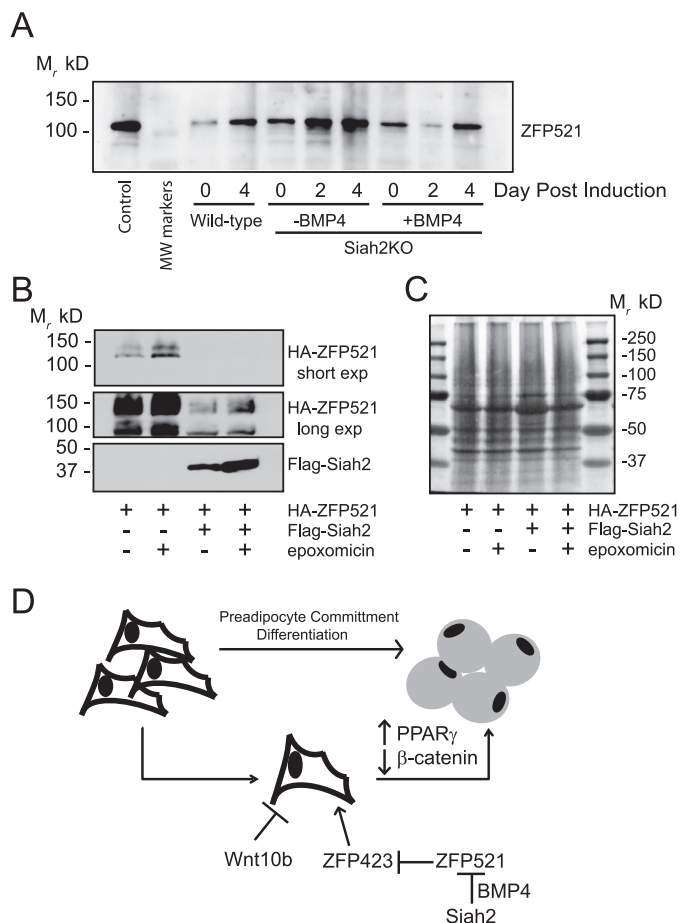 A
Mr kD
150 -
100 -
ZFP521
0 4 0 2 4 0 2 4 Day Post Induction
Control
MW markers
Wild-type -BMP4 +BMP4
Siah2KO
B
Mr kD
150 -
100 -
HA-ZFP521
short exp
150 -
100 -
HA-ZFP521
long exp
50 -
37 -
Flag-Siah2
+ + + + HA-ZFP521
- - + + Flag-Siah2
- + - + epoxomicin
C
Mr kD
-250
-150
-100
-75
-50
-37
+ + + + HA-ZFP521
- - + + Flag-Siah2
- + - + epoxomicin
D
Preadipocyte Committment
Differentiation
PPARγ
β-catenin
Wnt10b
ZFP423
ZFP521
BMP4
Siah2